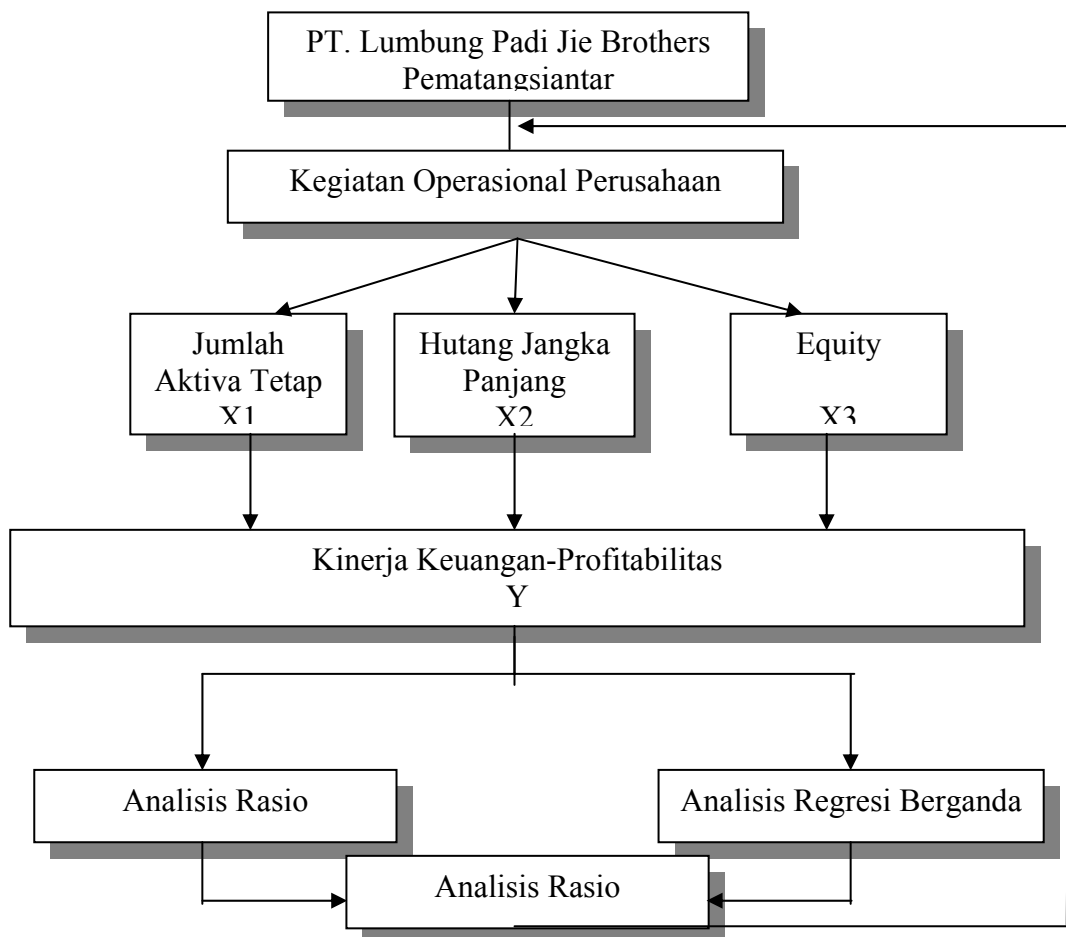 PT. Lumbung Padi Jie Brothers
Pematangsiantar
Kegiatan Operasional Perusahaan
Jumlah
Aktiva Tetap
X1
Hutang Jangka
Panjang
X2
Equity
X3
Kinerja Keuangan-Profitabilitas
Y
Analisis Rasio
Analisis Regresi Berganda
Analisis Rasio